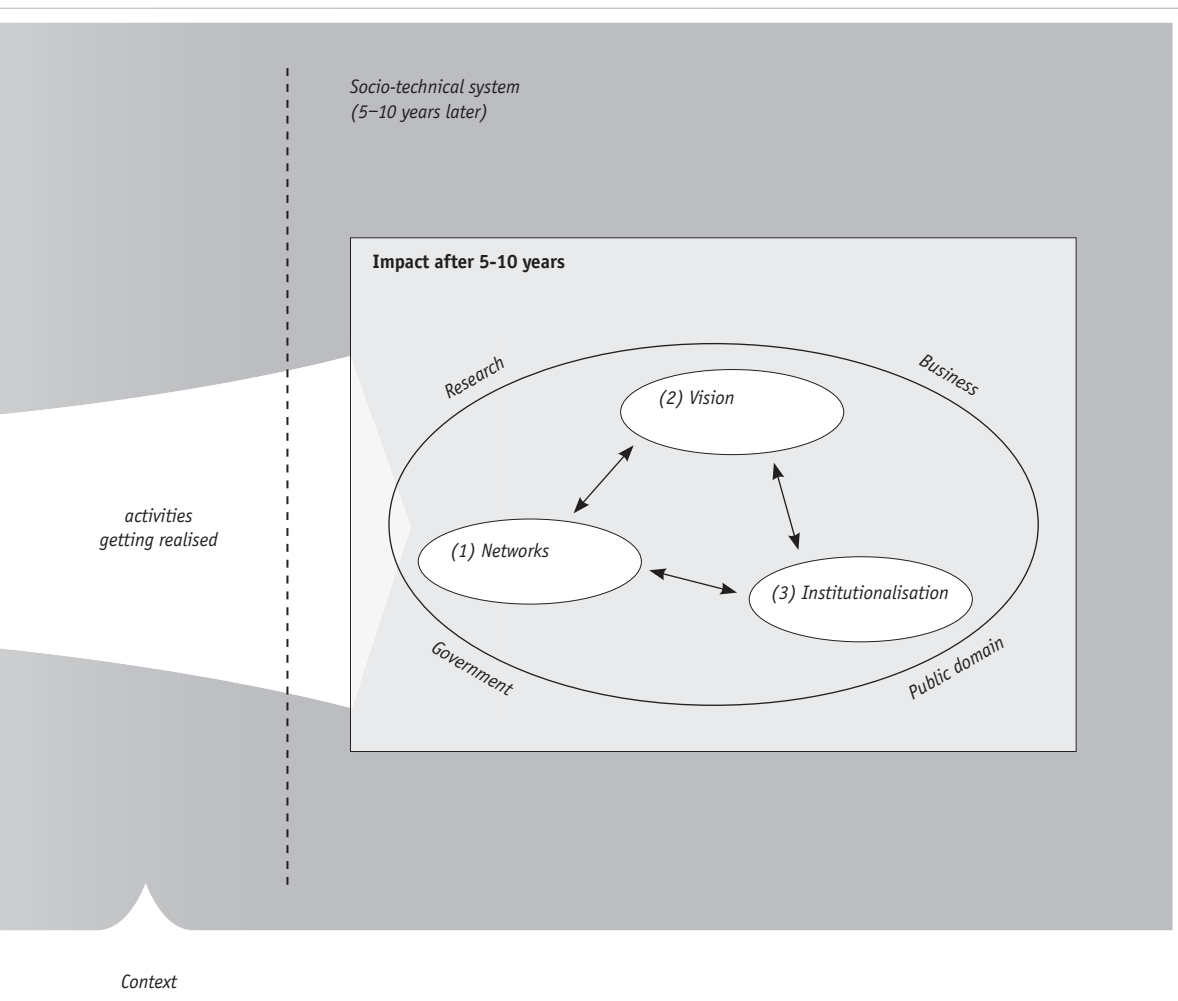 Socio-technical system
(5–10 years later)
Impact after 5-10 years
Research
Business
(2) Vision
activities
getting realised
(1) Networks
(3) Institutionalisation
Government
Public domain
Context